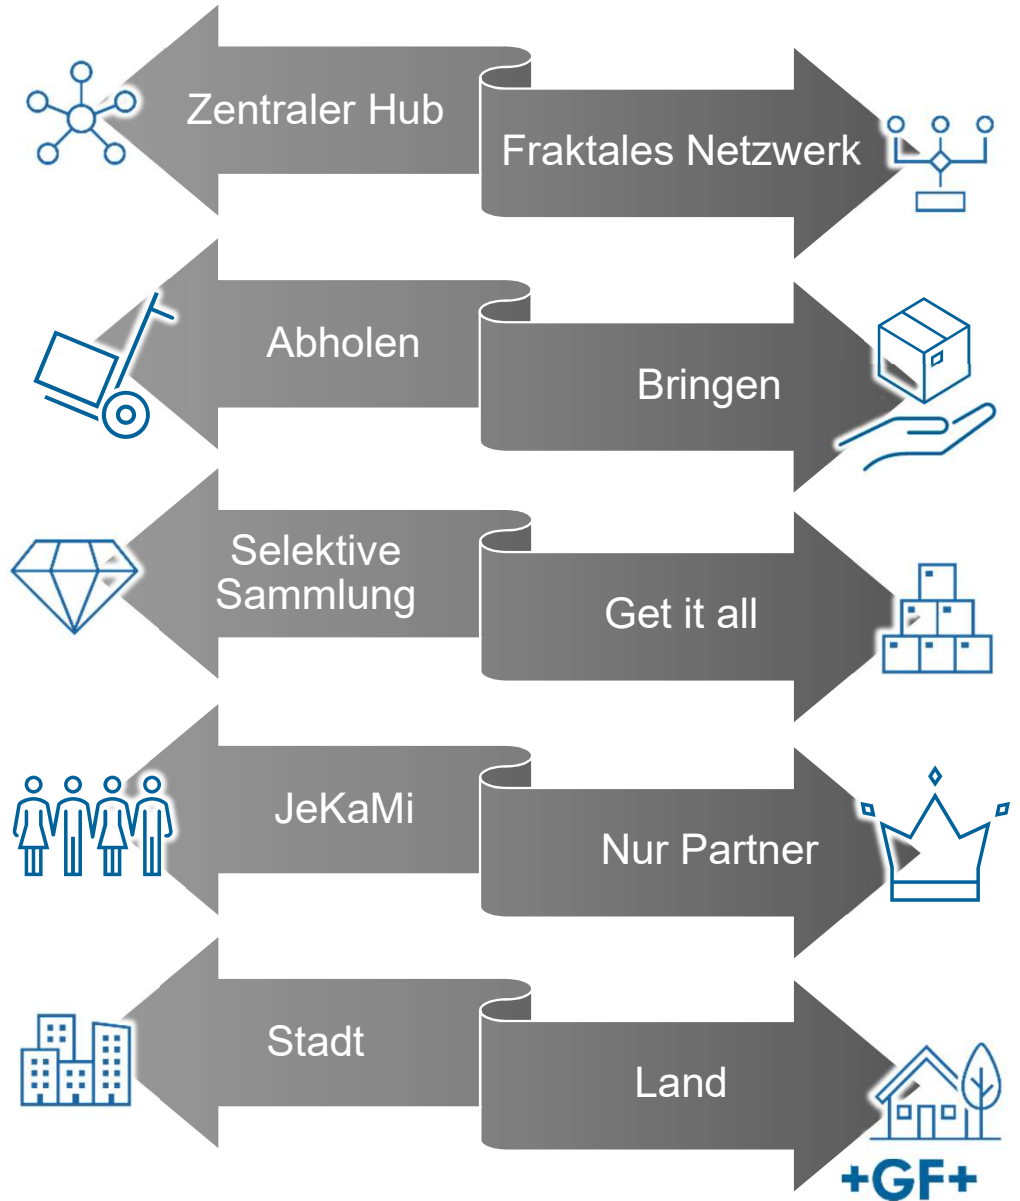 Zentraler Hub
Fraktales Netzwerk
Abholen
Bringen
Selektive
Sammlung
Get it all
JeKaMi
Nur Partner
Stadt
Land
+GF+